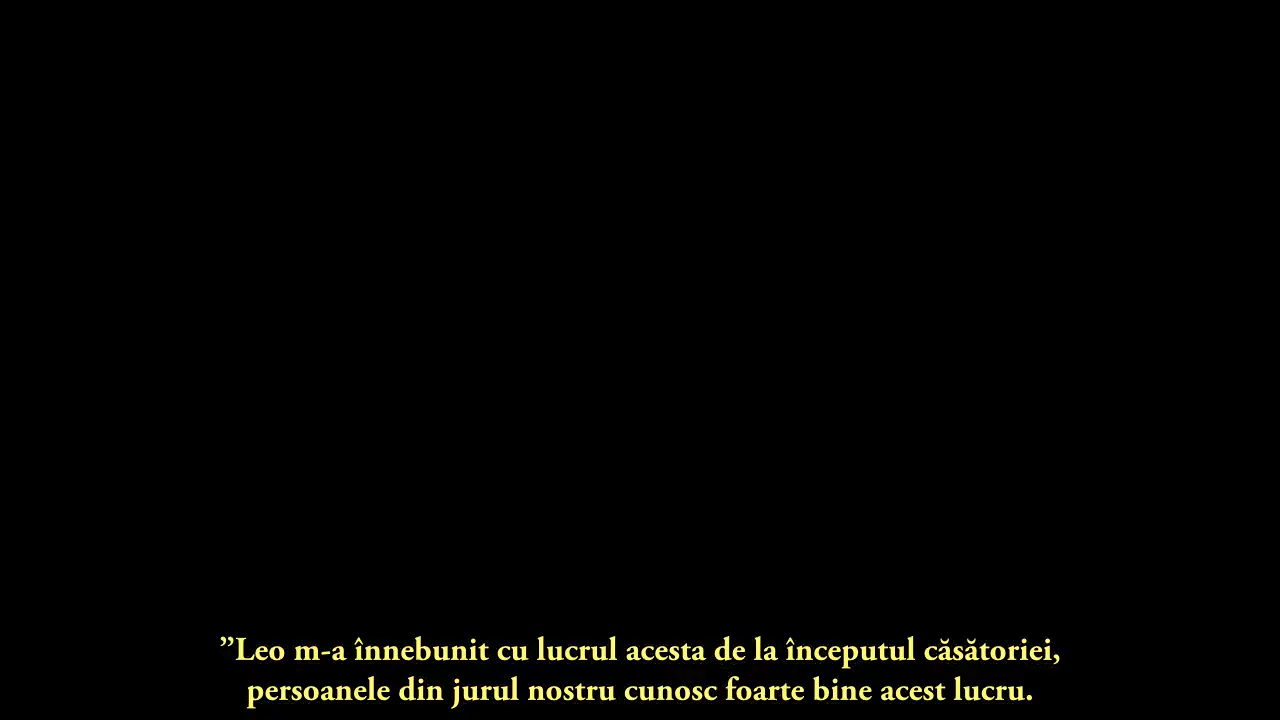 ”Leo m-a înnebunit cu lucrul acesta de la începutul căsătoriei,
persoanele din jurul nostru cunosc foarte bine acest lucru.